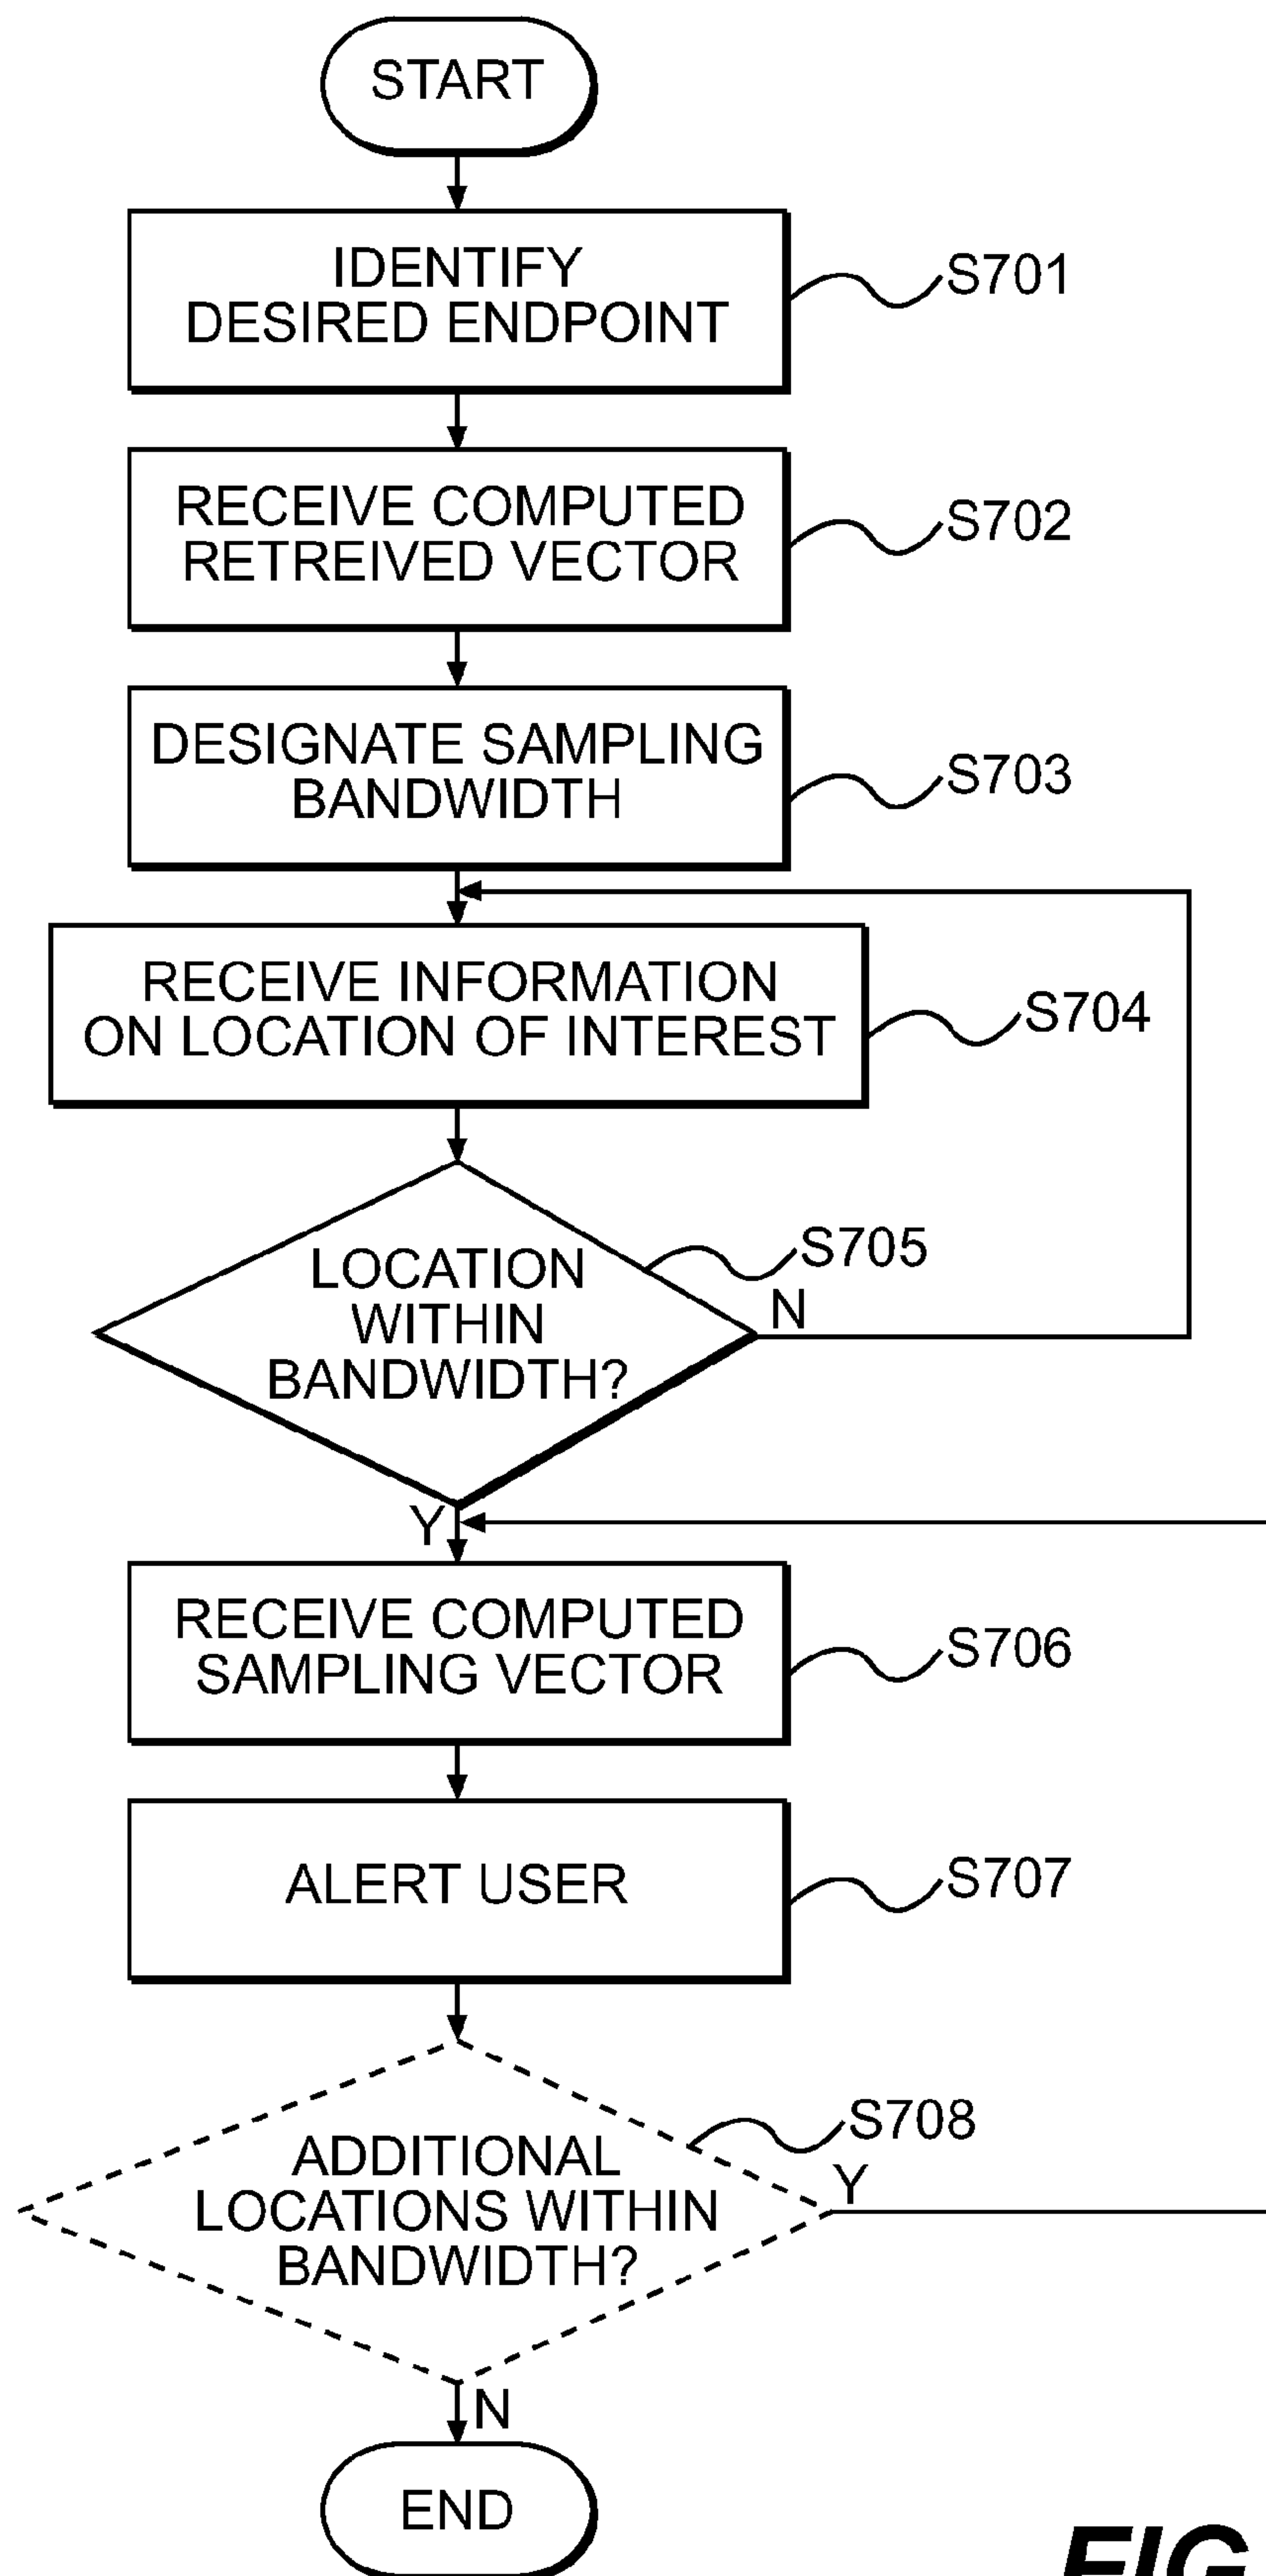 START
IDENTIFY
DESIRED ENDPOINT
S701
RECEIVE COMPUTED
RETREIVED VECTOR
S702
DESIGNATE SAMPLING
BANDWIDTH
S703
RECEIVE INFORMATION
ON LOCATION OF INTEREST
S704
LOCATION
WITHIN
BANDWIDTH?
S705
N
Y
RECEIVE COMPUTED
SAMPLING VECTOR
S706
ALERT USER
S707
ADDITIONAL
LOCATIONS WITHIN
BANDWIDTH?
S708
Y
N
END
FIG